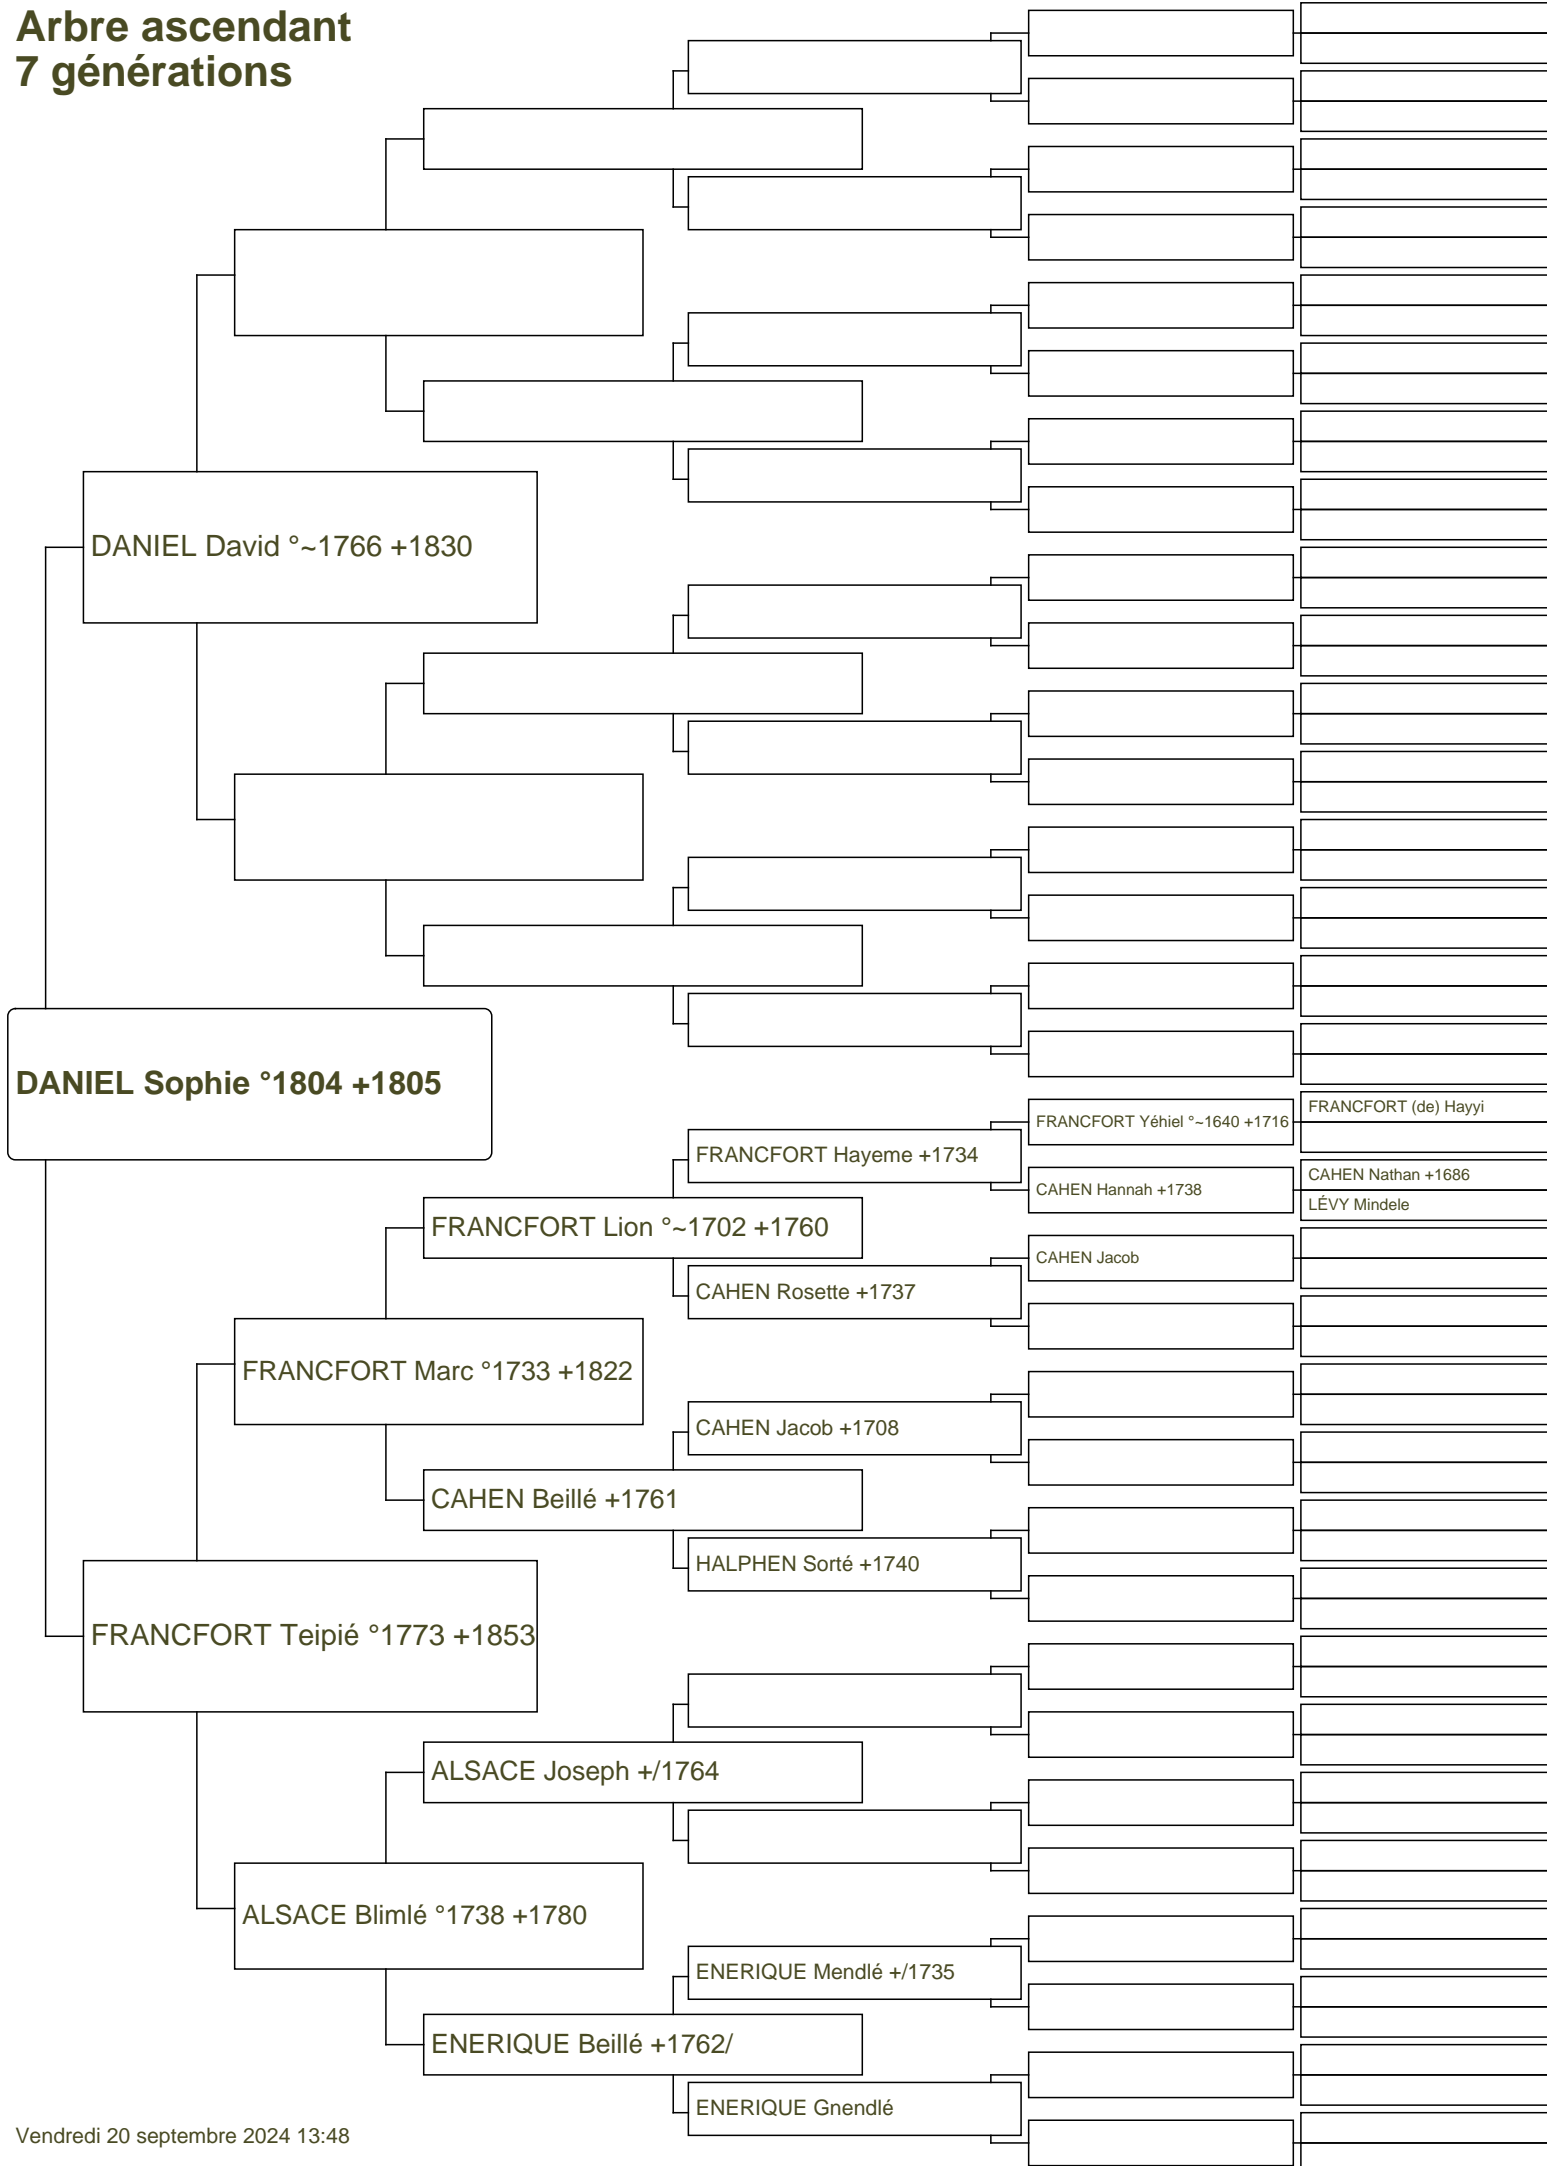 Arbre ascendant
7 générations
DANIEL David °~1766 +1830
DANIEL Sophie °1804 +1805
FRANCFORT (de) Hayyi
FRANCFORT Yéhiel °~1640 +1716
FRANCFORT Hayeme +1734
CAHEN Nathan +1686
CAHEN Hannah +1738
LÉVY Mindele
FRANCFORT Lion °~1702 +1760
CAHEN Jacob
CAHEN Rosette +1737
FRANCFORT Marc °1733 +1822
CAHEN Jacob +1708
CAHEN Beillé +1761
HALPHEN Sorté +1740
FRANCFORT Teipié °1773 +1853
ALSACE Joseph +/1764
ALSACE Blimlé °1738 +1780
ENERIQUE Mendlé +/1735
ENERIQUE Beillé +1762/
ENERIQUE Gnendlé
Vendredi 20 septembre 2024 13:48